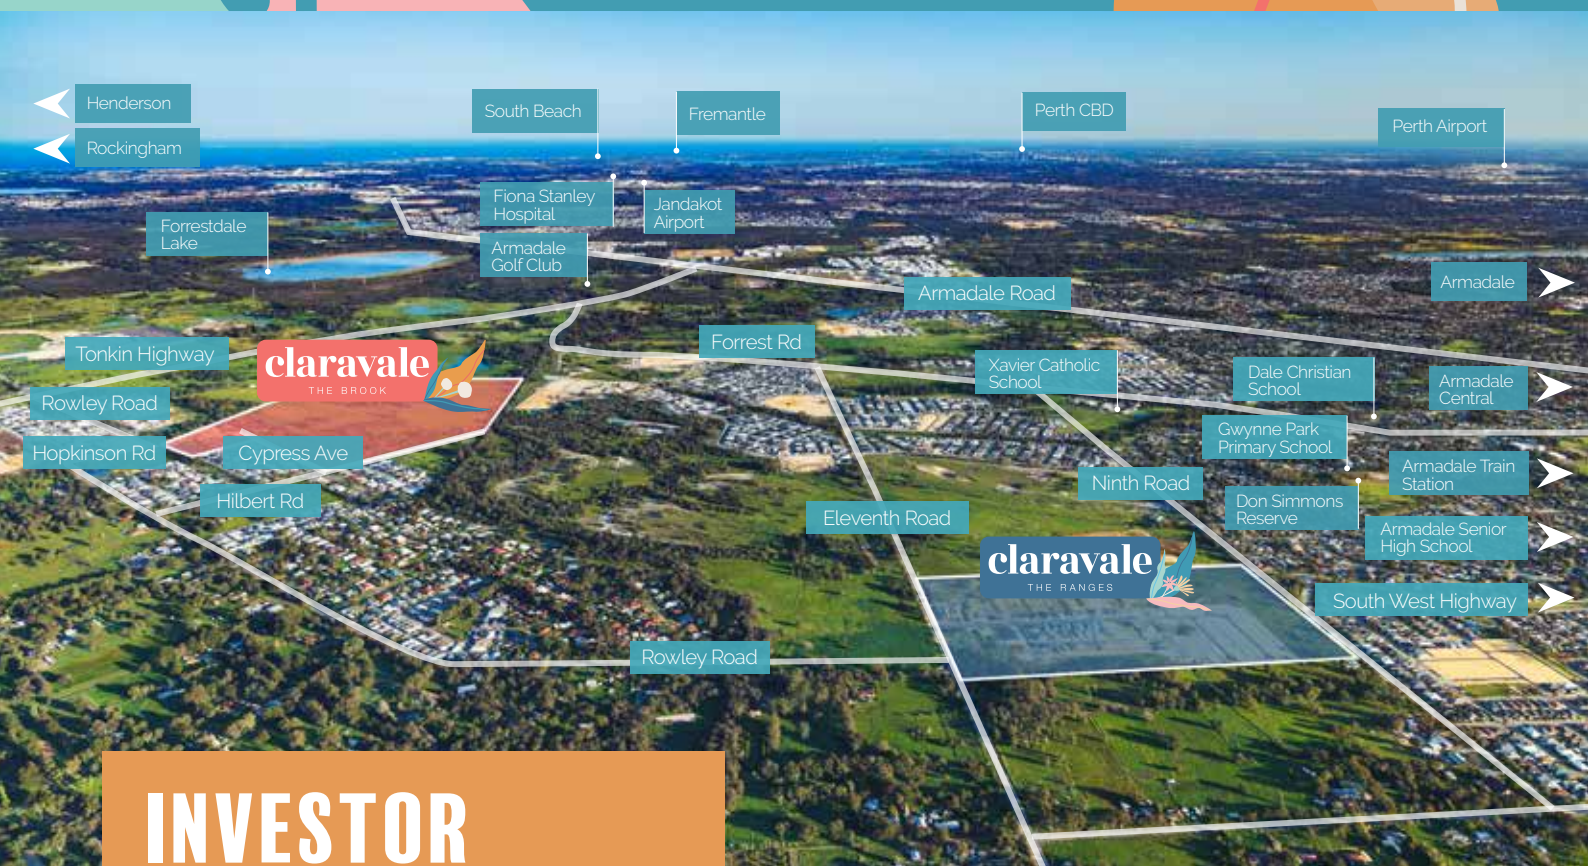 Henderson
Rockingham
South Beach
Fremantle
Perth CBD
Perth Airport
Fiona Stanley
Hospital
Jandakot
Airport
Forrestdale
Lake
Armadale
Golf Club
Armadale Road
Armadale
Tonkin Highway
claravale
THE BROOK
Forrest Rd
Xavier Catholic
School
Dale Christian
School
Armadale
Central
Rowley Road
Hopkinson Rd
Cypress Ave
Gwynne Park
Primary School
Armadale Train
Station
Hilbert Rd
Ninth Road
Eleventh Road
Don Simmons
Reserve
Armadale Senior
High School
claravale
THE RANGES
South West Highway
Rowley Road
INVESTOR